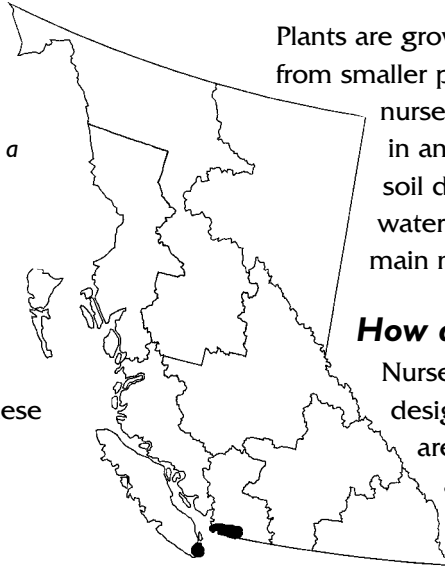 a
ese
Plants are grow
from smaller p
nurse
in an
soil d
water
main r
How a
Nurse
desig
are